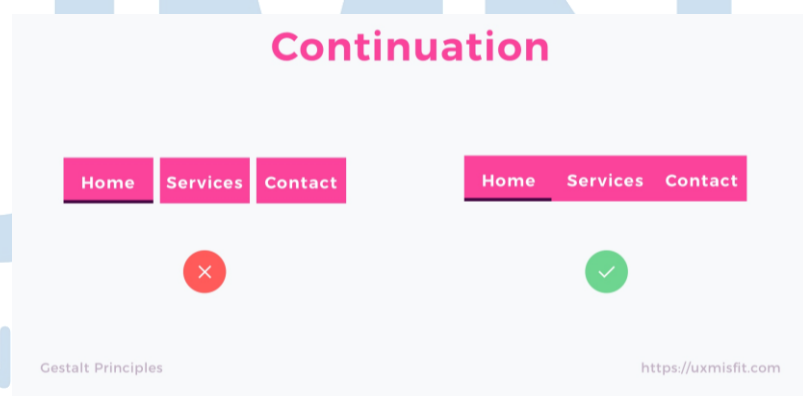 Continuation
Home Services Contact
Home Services Contact
Gestalt Principles
https://uxmisfit.com